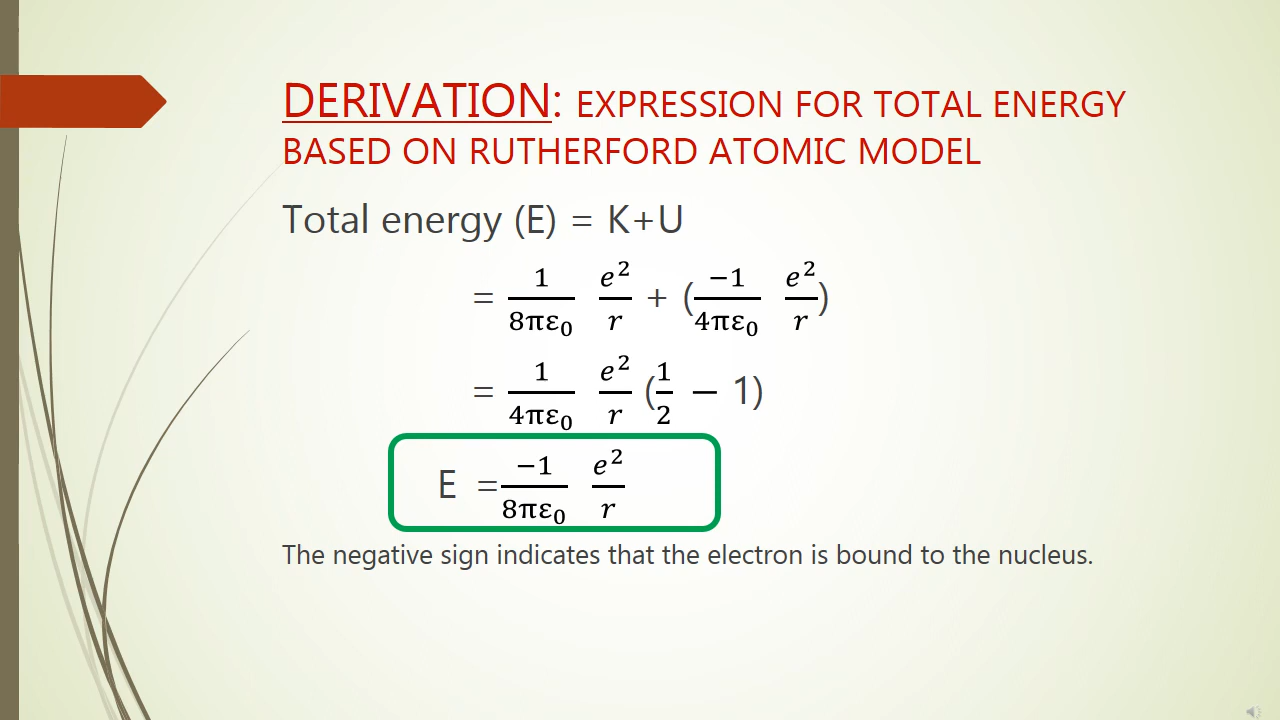 DERIVATION: EXPRESSION FOR TOTAL ENERGY
BASED ON RUTHERFORD ATOMIC MODEL
Total energy (E) = K+U
= 1/8πε₀ e²/r + (−1/4πε₀ e²/r)
= 1/4πε₀ e²/r (1/2 − 1)
E = −1/8πε₀ e²/r
The negative sign indicates that the electron is bound to the nucleus.